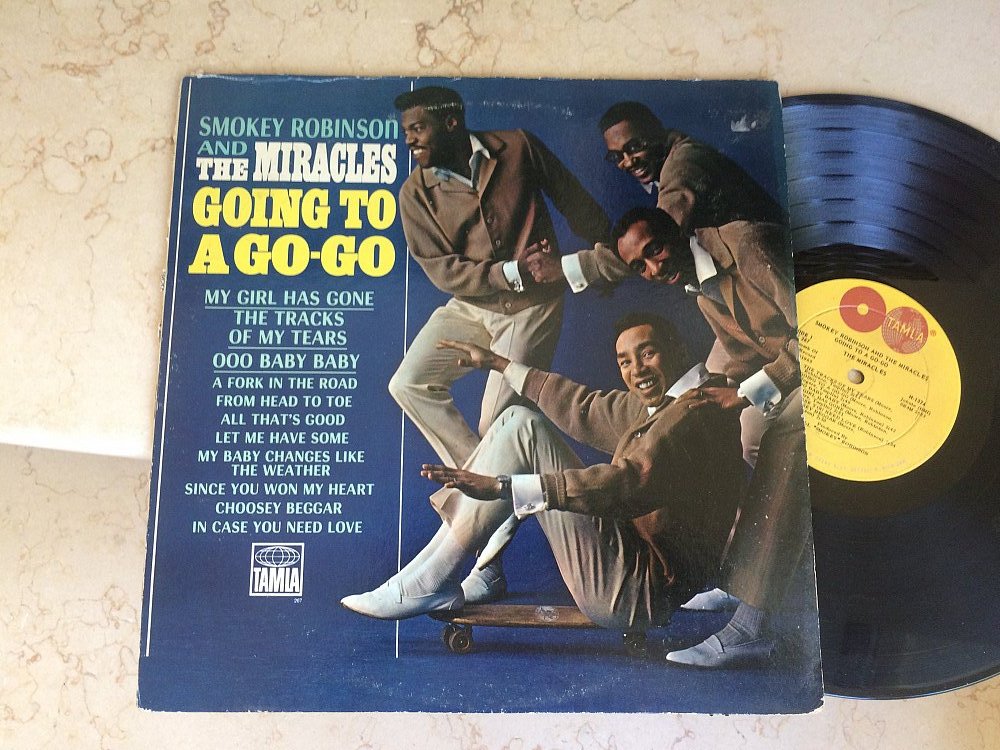 SMOKEY ROBINSON
AND
THE MIRACLES
GOING TO
A GO-GO
MY GIRL HAS GONE
THE TRACKS
OF MY TEARS
OOO BABY BABY
A FORK IN THE ROAD
FROM HEAD TO TOE
ALL THAT'S GOOD
LET ME HAVE SOME
MY BABY CHANGES LIKE
THE WEATHER
SINCE YOU WON MY HEART
CHOOSEY BEGGAR
IN CASE YOU NEED LOVE
TAMLA
267
TAMLA
SMOKEY ROBINSON AND THE MIRACLES
GOING TO A GO-GO
THE MIRACLES